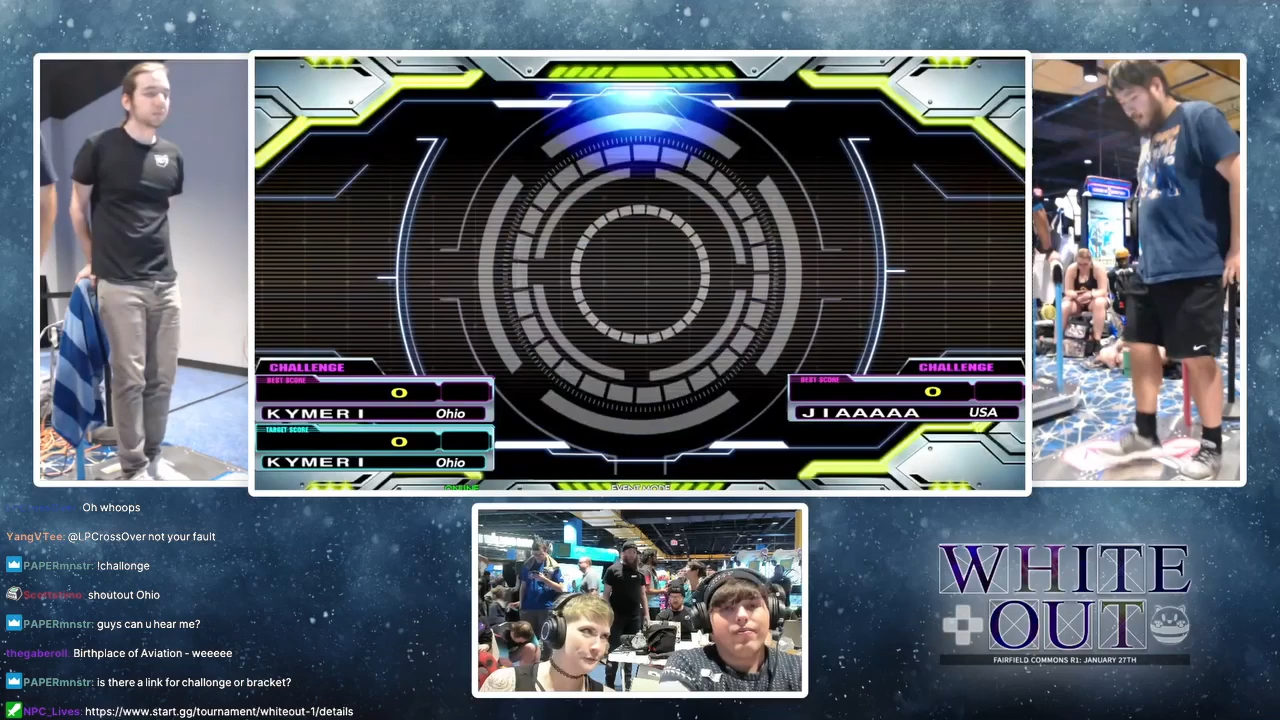 CHALLENGE
BEST SCORE
0
KYMERI Ohio
TARGET SCORE
0
KYMERI Ohio
CHALLENGE
BEST SCORE
0
JIAAAAA USA
ONLINE
EVENT MODE
Oh whoops
YangVTee: @LPCrossOver not your fault
PAPERmnstr: !challonge
shoutout Ohio
PAPERmnstr: guys can u hear me?
thegaberoll: Birthplace of Aviation - weeeee
PAPERmnstr: is there a link for challonge or bracket?
NPC_Lives: https://www.start.gg/tournament/whiteout-1/details
WHITE
OUT
FAIRFIELD COMMONS R1: JANUARY 27TH